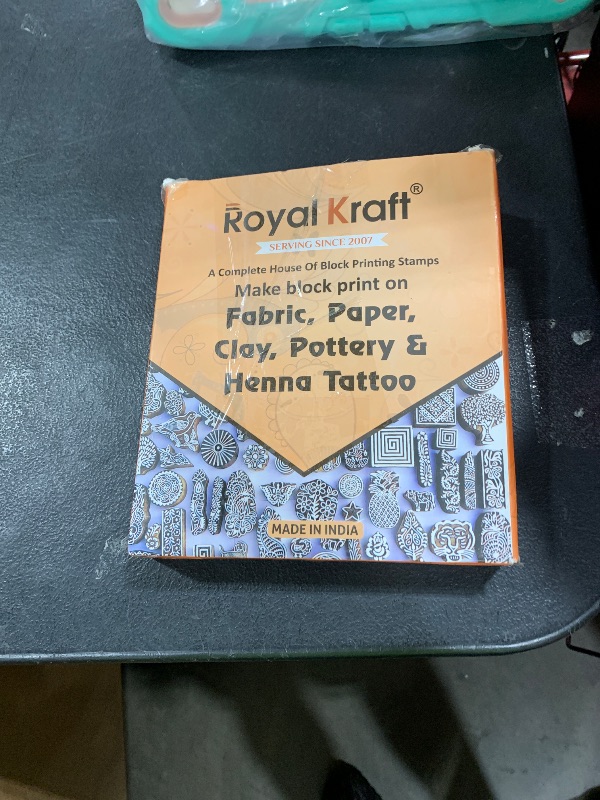 Royal Kraft®
SERVING SINCE 2007
A Complete House Of Block Printing Stamps
Make block print on
Fabric, Paper,
Clay, Pottery &
Henna Tattoo
MADE IN INDIA